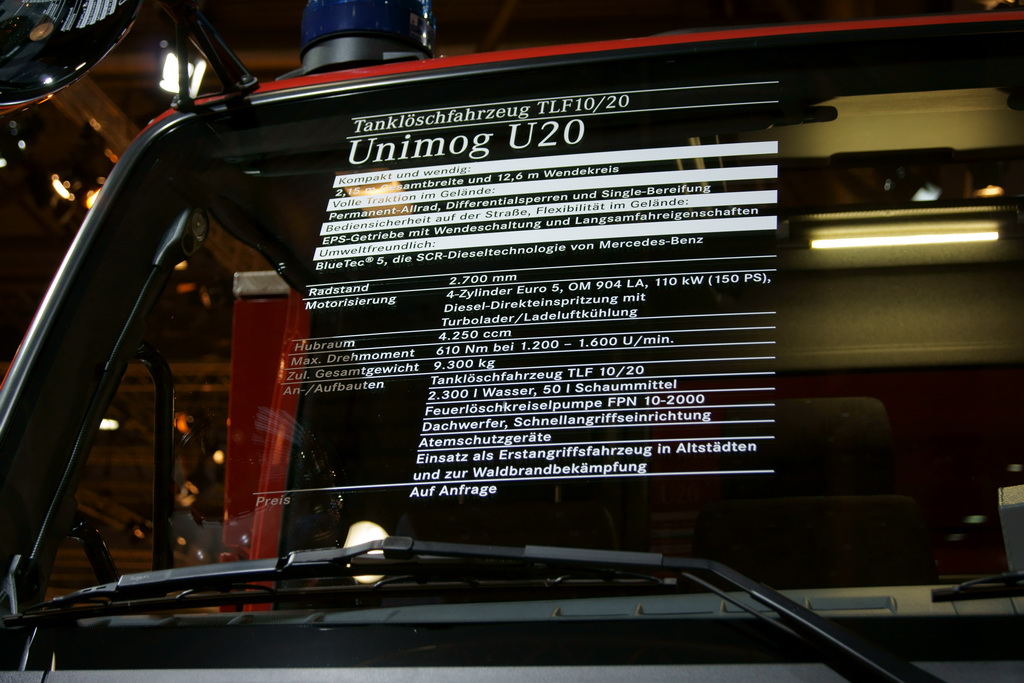 Tanklöschfahrzeug TLF10/20
Unimog U20
Kompakt und wendig:
2,15 m Gesamtbreite und 12,6 m Wendekreis
Volle Traktion im Gelände:
Permanent-Allrad, Differentialsperren und Single-Bereifung
Bediensicherheit auf der Straße, Flexibilität im Gelände:
EPS-Getriebe mit Wendeschaltung und Langsamfahreigenschaften
Umweltfreundlich:
BlueTec® 5, die SCR-Dieseltechnologie von Mercedes-Benz
Radstand 2.700 mm
Motorisierung 4-Zylinder Euro 5, OM 904 LA, 110 kW (150 PS),
Diesel-Direkteinspritzung mit
Turbolader/Ladeluftkühlung
Hubraum 4.250 ccm
Max. Drehmoment 610 Nm bei 1.200 – 1.600 U/min.
Zul. Gesamtgewicht 9.300 kg
An-/Aufbauten Tanklöschfahrzeug TLF 10/20
2.300 l Wasser, 50 l Schaummittel
Feuerlöschkreiselpumpe FPN 10-2000
Dachwerfer, Schnellangriffseinrichtung
Atemschutzgeräte
Einsatz als Erstangriffsfahrzeug in Altstädten
und zur Waldbrandbekämpfung
Preis Auf Anfrage